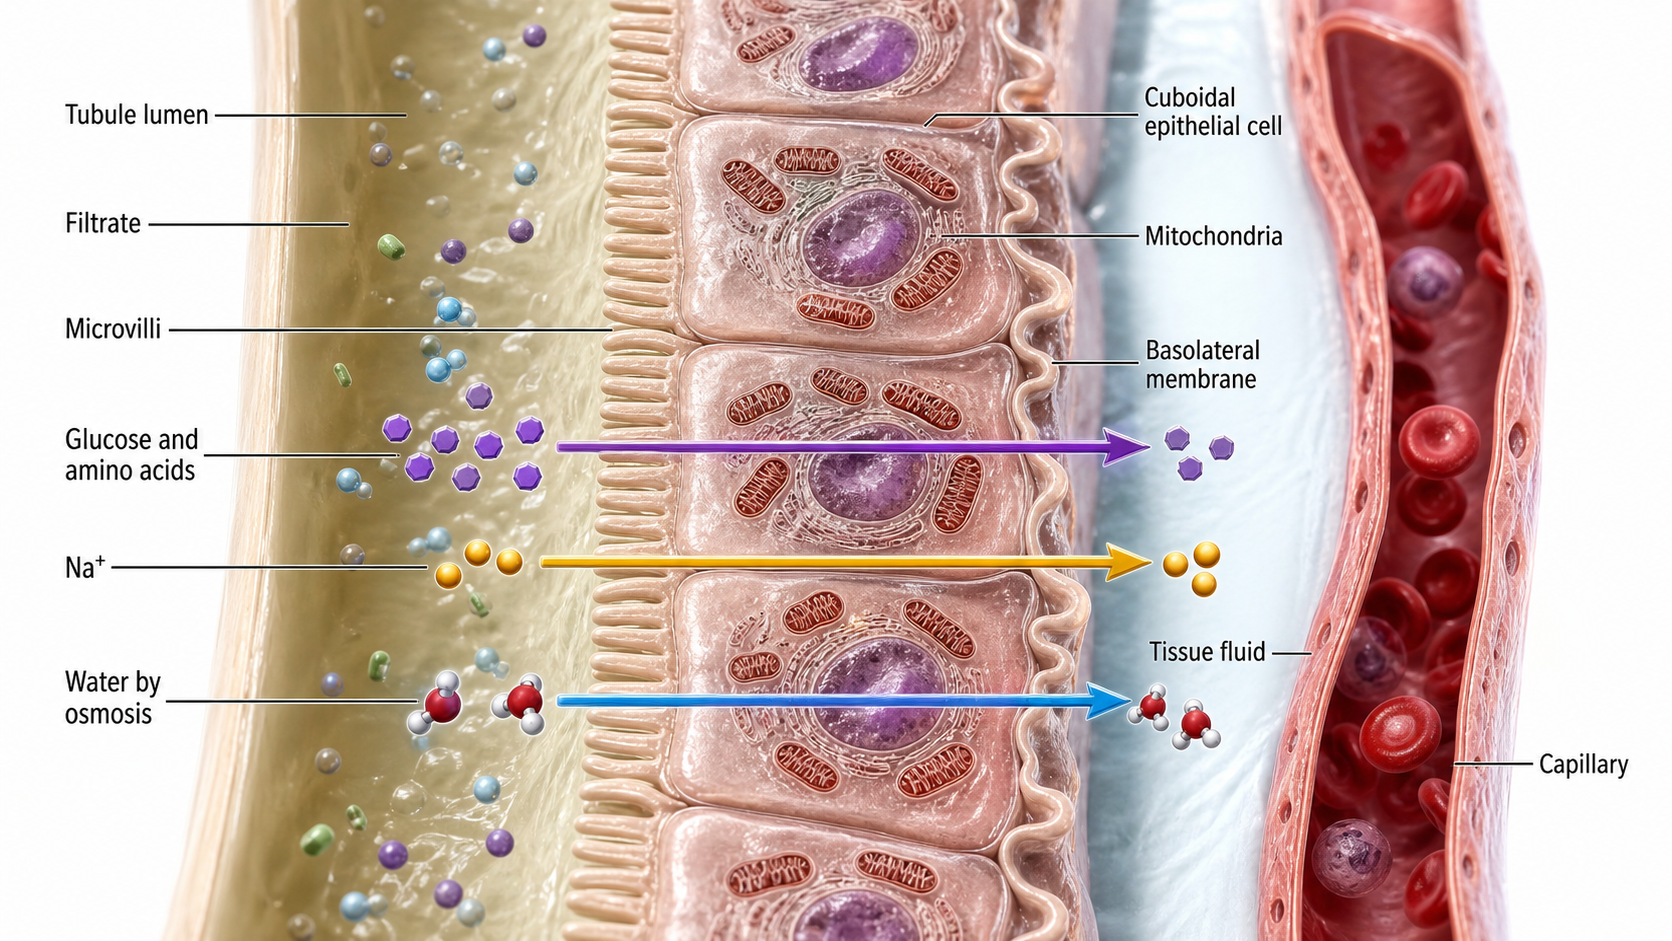 Tubule lumen
Filtrate
Microvilli
Glucose and
amino acids
Na⁺
Water by
osmosis
Cuboidal
epithelial cell
Mitochondria
Basolateral
membrane
Tissue fluid
Capillary